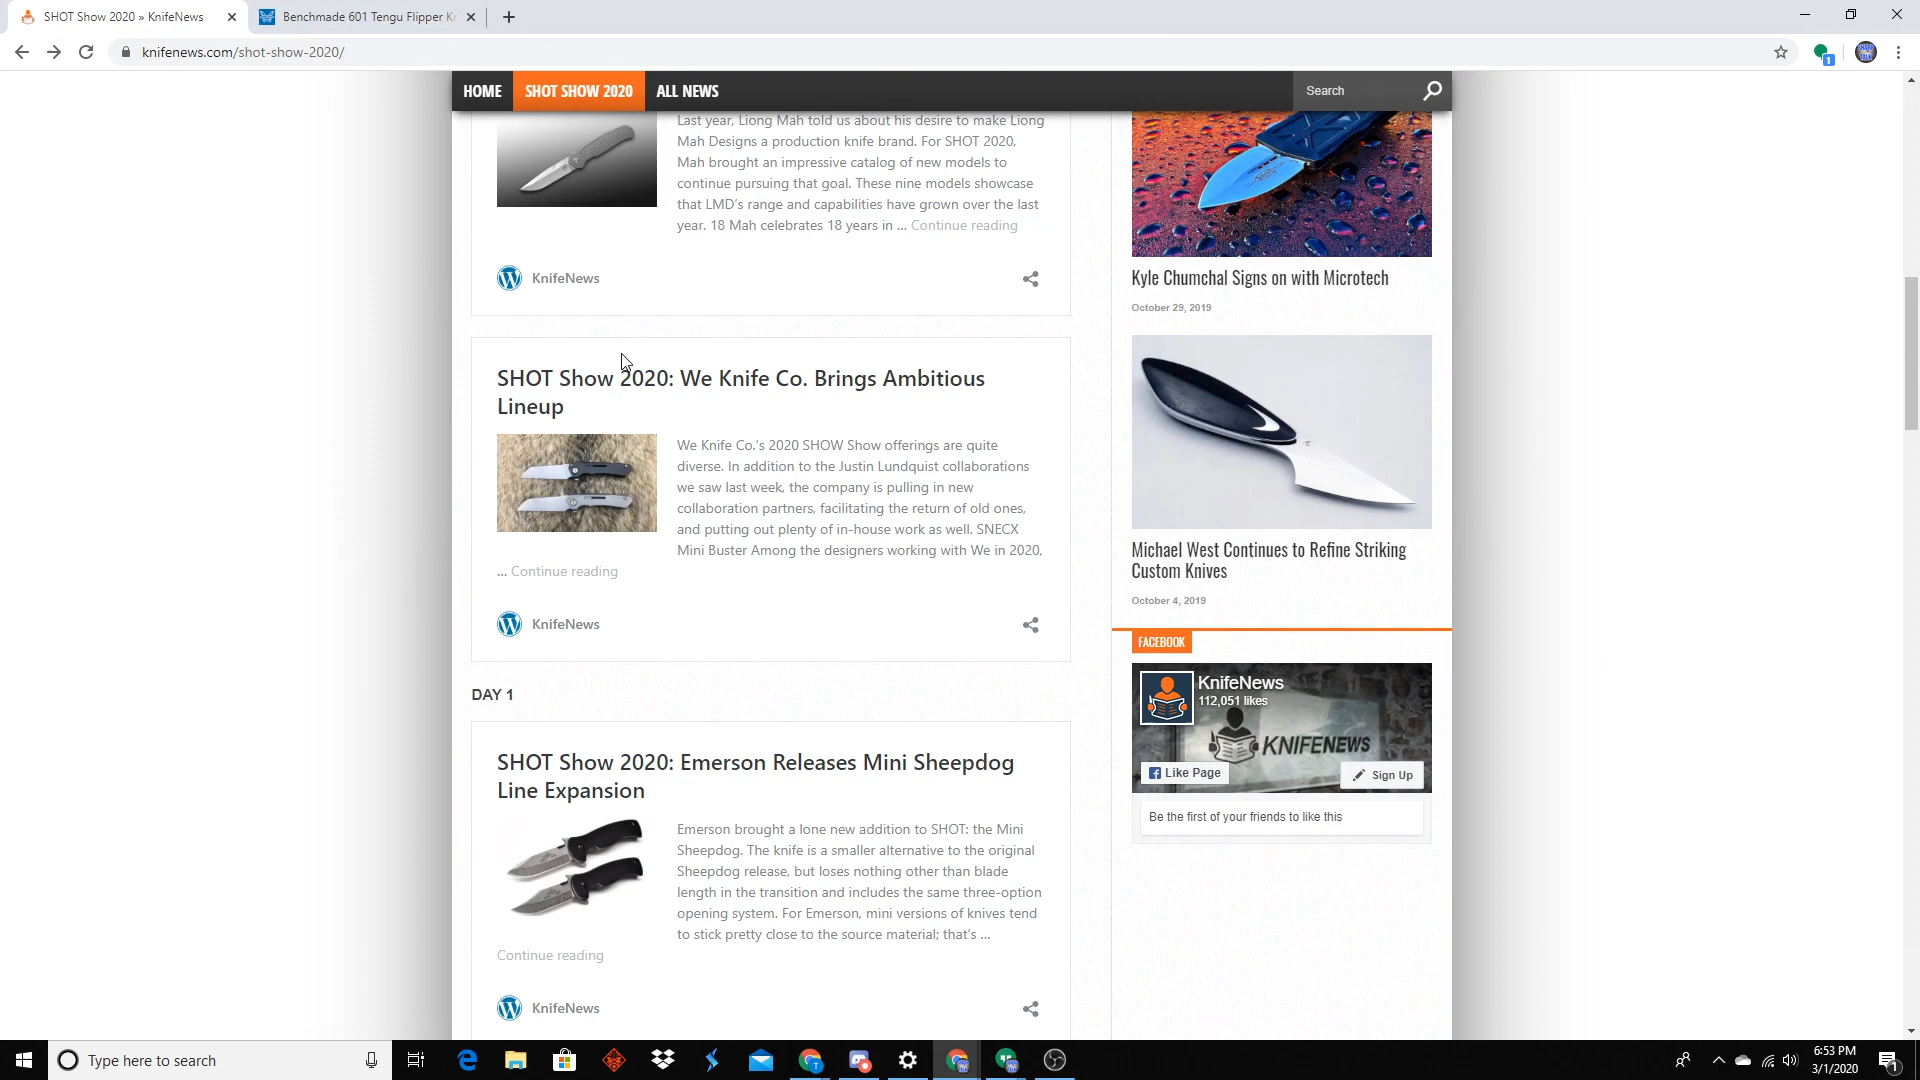 SHOT Show 2020 » KnifeNews
Benchmade 601 Tengu Flipper Kn
knifenews.com/shot-show-2020/
1
HOME
SHOT SHOW 2020
ALL NEWS
Search
Last year, Liong Mah told us about his desire to make Liong
Mah Designs a production knife brand. For SHOT 2020,
Mah brought an impressive catalog of new models to
continue pursuing that goal. These nine models showcase
that LMD's range and capabilities have grown over the last
year. 18 Mah celebrates 18 years in ... Continue reading
KnifeNews
SHOT Show 2020: We Knife Co. Brings Ambitious
Lineup
We Knife Co.'s 2020 SHOW Show offerings are quite
diverse. In addition to the Justin Lundquist collaborations
we saw last week, the company is pulling in new
collaboration partners, facilitating the return of old ones,
and putting out plenty of in-house work as well. SNECX
Mini Buster Among the designers working with We in 2020,
... Continue reading
KnifeNews
DAY 1
SHOT Show 2020: Emerson Releases Mini Sheepdog
Line Expansion
Emerson brought a lone new addition to SHOT: the Mini
Sheepdog. The knife is a smaller alternative to the original
Sheepdog release, but loses nothing other than blade
length in the transition and includes the same three-option
opening system. For Emerson, mini versions of knives tend
to stick pretty close to the source material; that's ...
Continue reading
KnifeNews
Kyle Chumchal Signs on with Microtech
October 29, 2019
Michael West Continues to Refine Striking
Custom Knives
October 4, 2019
FACEBOOK
KnifeNews
112,051 likes
KNIFENEWS
Like Page
Sign Up
Be the first of your friends to like this
Type here to search
6:53 PM
3/1/2020
1